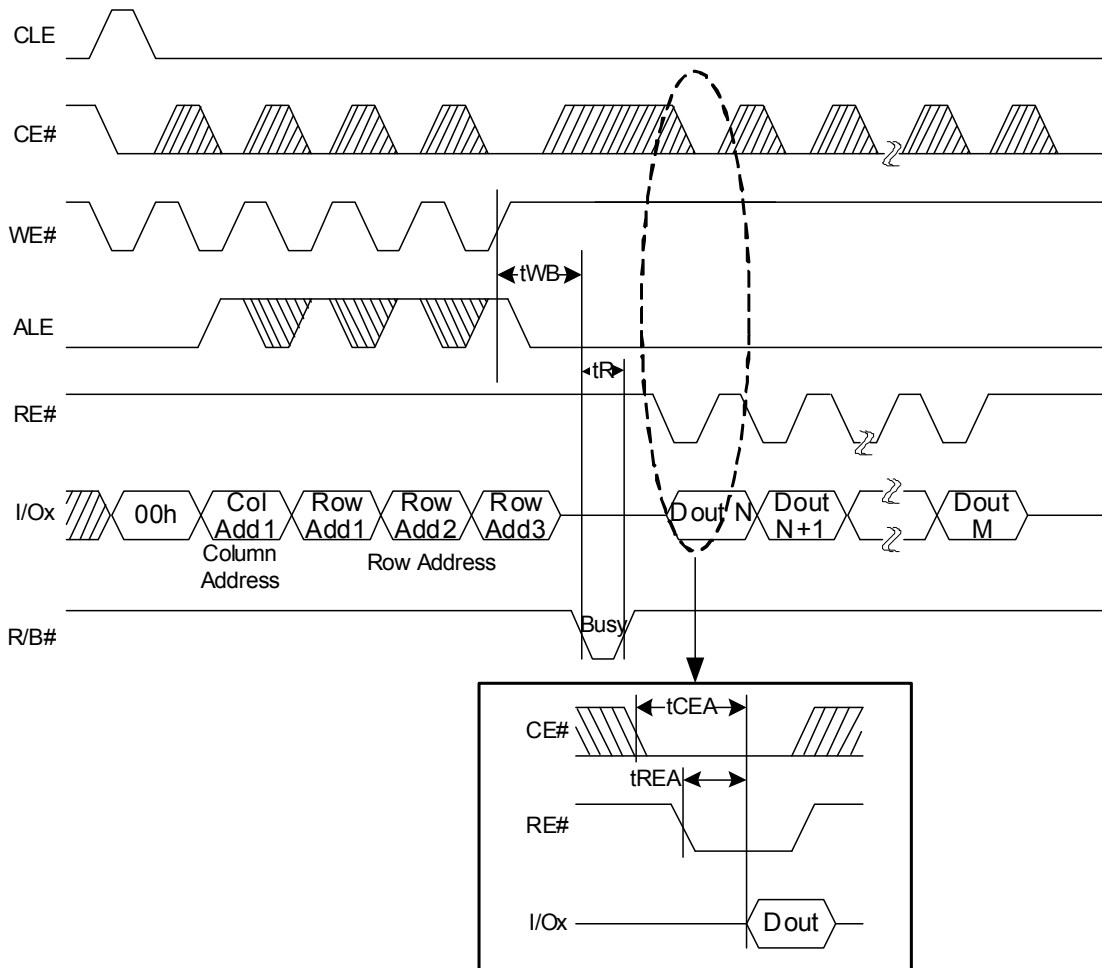 CLE
CE#
WE#
tWB
ALE
tR
RE#
I/Ox
00h
Col
Add1
Row
Add1
Row
Add2
Row
Add3
Dout N
Dout
N+1
Dout
M
Column
Address
Row Address
R/B#
Busy
tCEA
CE#
tREA
RE#
I/Ox
Dout